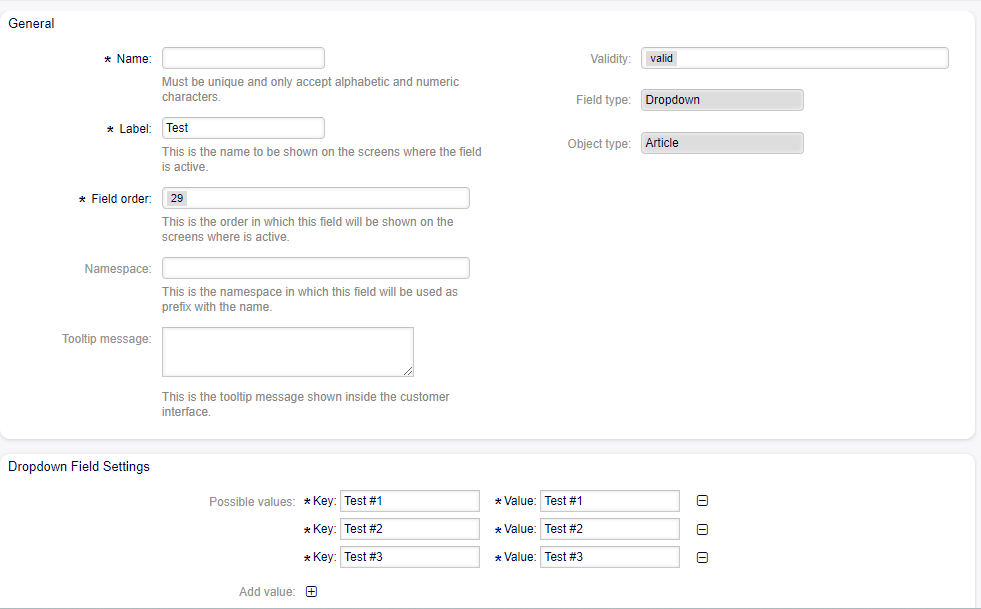 General
* Name:
Must be unique and only accept alphabetic and numeric
characters.
* Label: Test
This is the name to be shown on the screens where the field
is active.
* Field order: 29
This is the order in which this field will be shown on the
screens where is active.
Namespace:
This is the namespace in which this field will be used as
prefix with the name.
Tooltip message:
This is the tooltip message shown inside the customer
interface.
Validity: valid
Field type: Dropdown
Object type: Article
Dropdown Field Settings
Possible values: * Key: Test #1 * Value: Test #1
* Key: Test #2 * Value: Test #2
* Key: Test #3 * Value: Test #3
Add value: